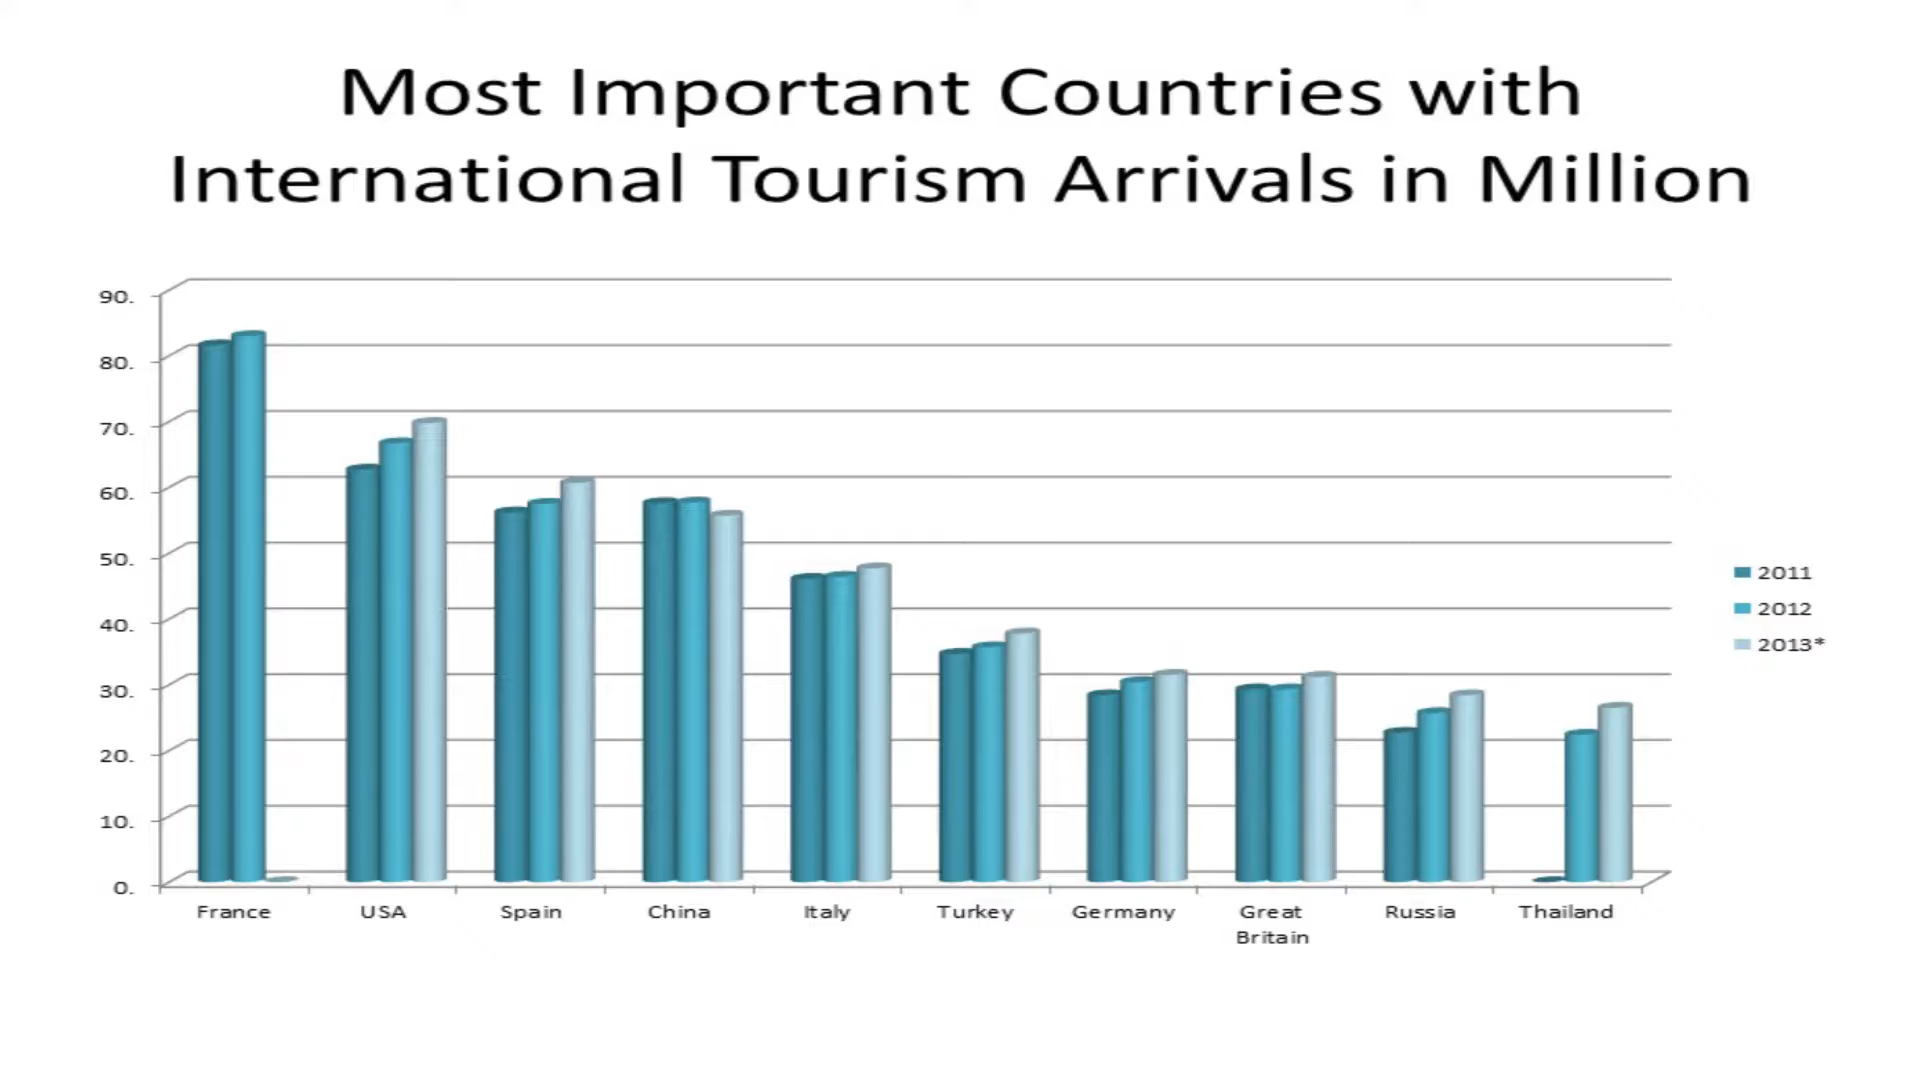 Most Important Countries with
International Tourism Arrivals in Million
90.
80.
70.
60.
50.
40.
30.
20.
10.
0.
France
USA
Spain
China
Italy
Turkey
Germany
Great
Britain
Russia
Thailand
2011
2012
2013*